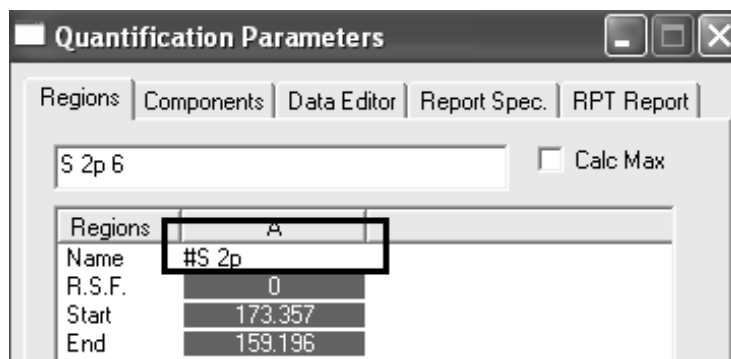 Quantification Parameters
Regions Components Data Editor Report Spec. RPT Report
S 2p 6 Calc Max
Regions A
Name #S 2p
R.S.F. 0
Start 173.357
End 159.196